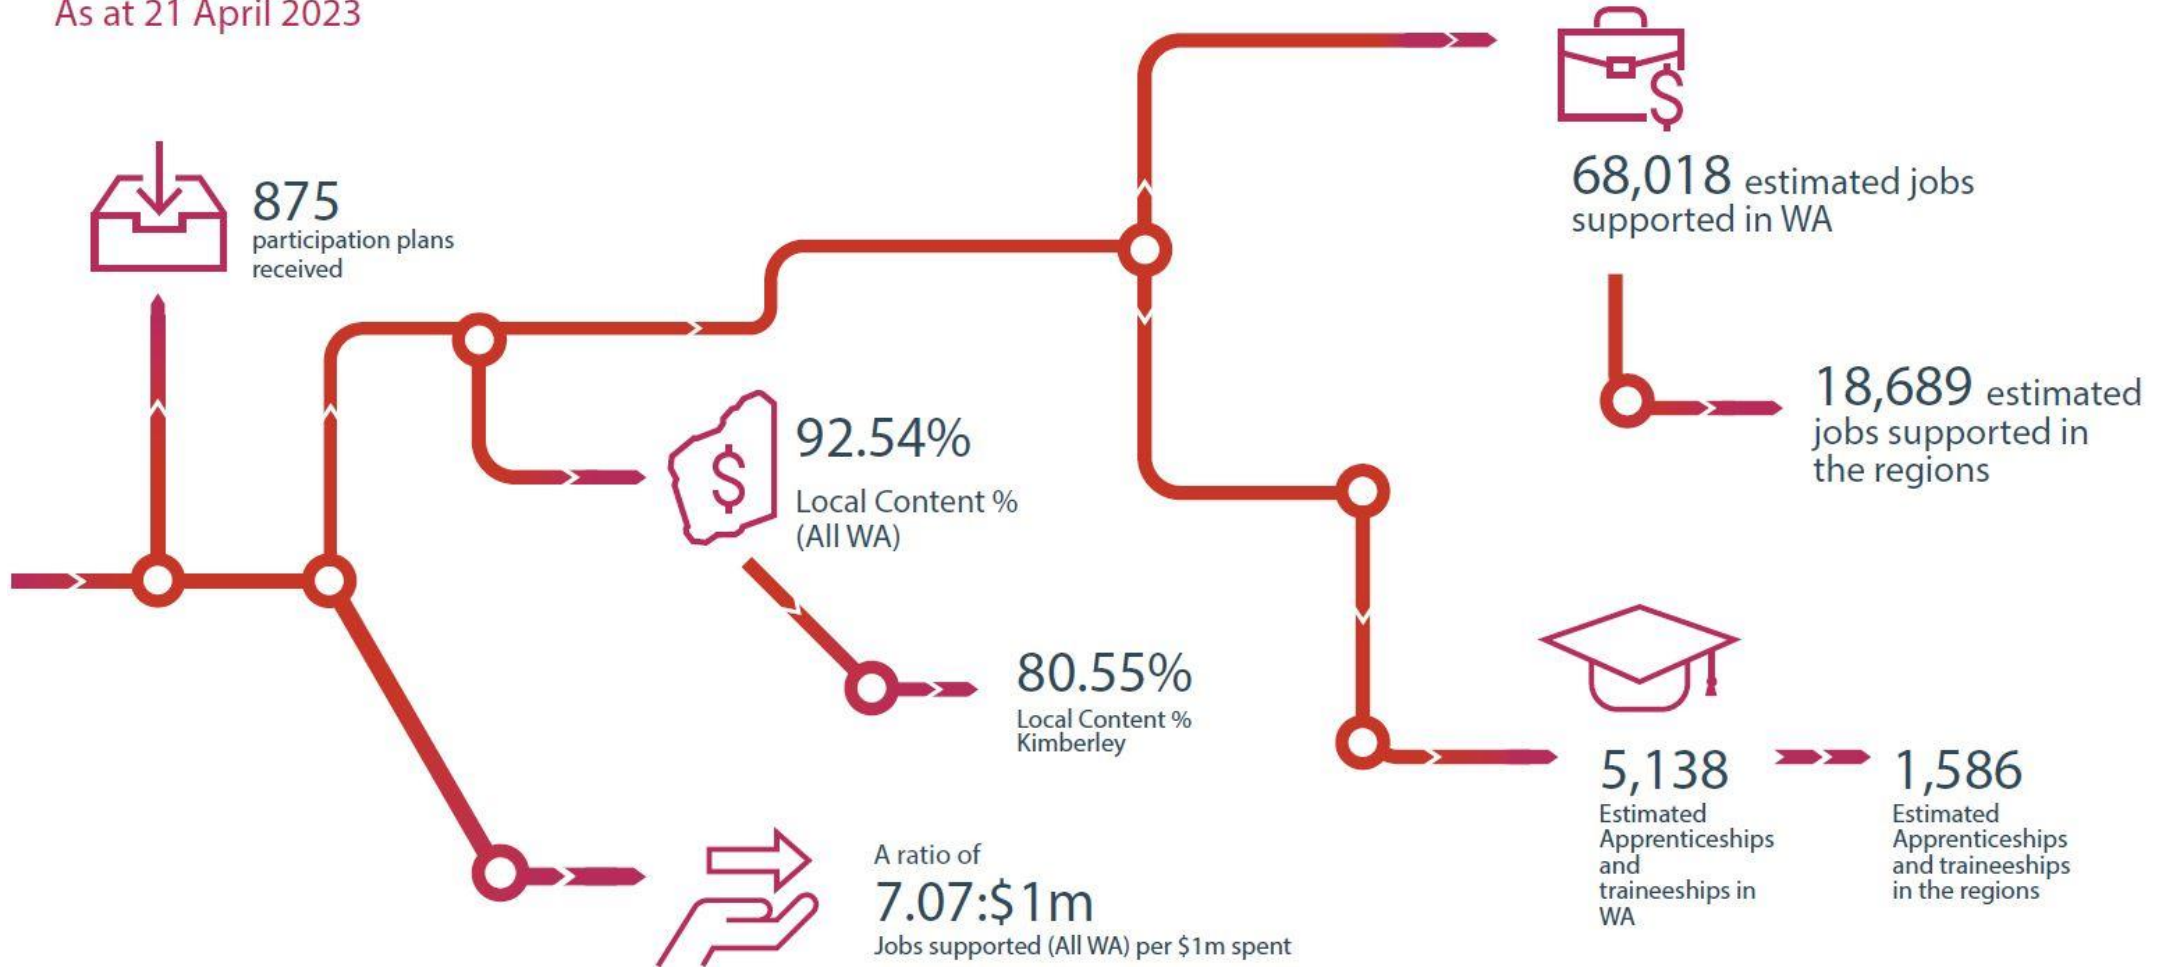 As at 21 April 2023
875
participation plans
received
68,018 estimated jobs
supported in WA
18,689 estimated
jobs supported in
the regions
$
92.54%
Local Content %
(All WA)
80.55%
Local Content %
Kimberley
5,138
Estimated
Apprenticeships
and
traineeships in
WA
1,586
Estimated
Apprenticeships
and traineeships
in the regions
A ratio of
7.07:$1m
Jobs supported (All WA) per $1m spent